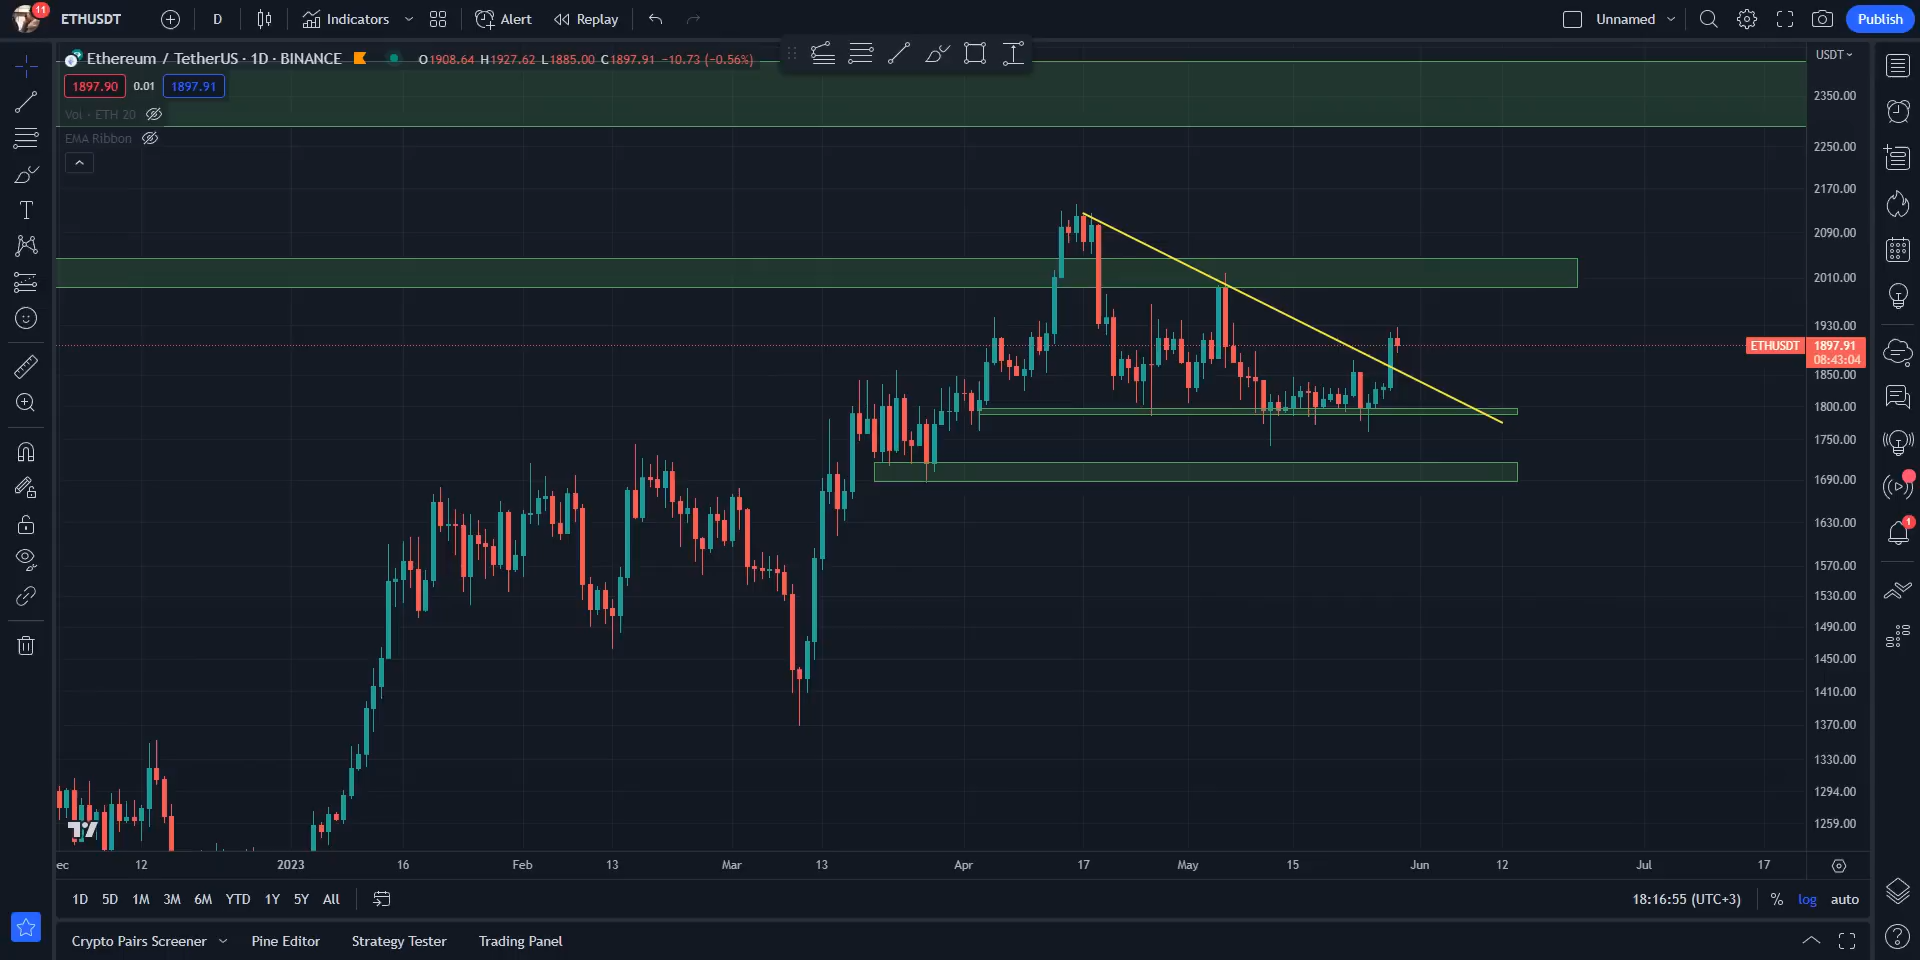 11
ETHUSDT
D
Indicators
Alert
Replay
Unnamed
Publish
Ethereum / TetherUS · 1D · BINANCE
O1908.64 H1927.62 L1885.00 C1897.91 −10.73 (−0.56%)
USDT
1897.90
0.01
1897.91
Vol · ETH 20
EMA Ribbon
2350.00
2250.00
2170.00
2090.00
2010.00
1930.00
ETHUSDT
1897.91
08:43:04
1850.00
1800.00
1750.00
1690.00
1630.00
1570.00
1530.00
1490.00
1450.00
1410.00
1370.00
1330.00
1294.00
1259.00
1
ec 12 2023 16 Feb 13 Mar 13 Apr 17 May 15 Jun 12 Jul 17
1D 5D 1M 3M 6M YTD 1Y 5Y All
18:16:55 (UTC+3)
%
log
auto
Crypto Pairs Screener
Pine Editor
Strategy Tester
Trading Panel